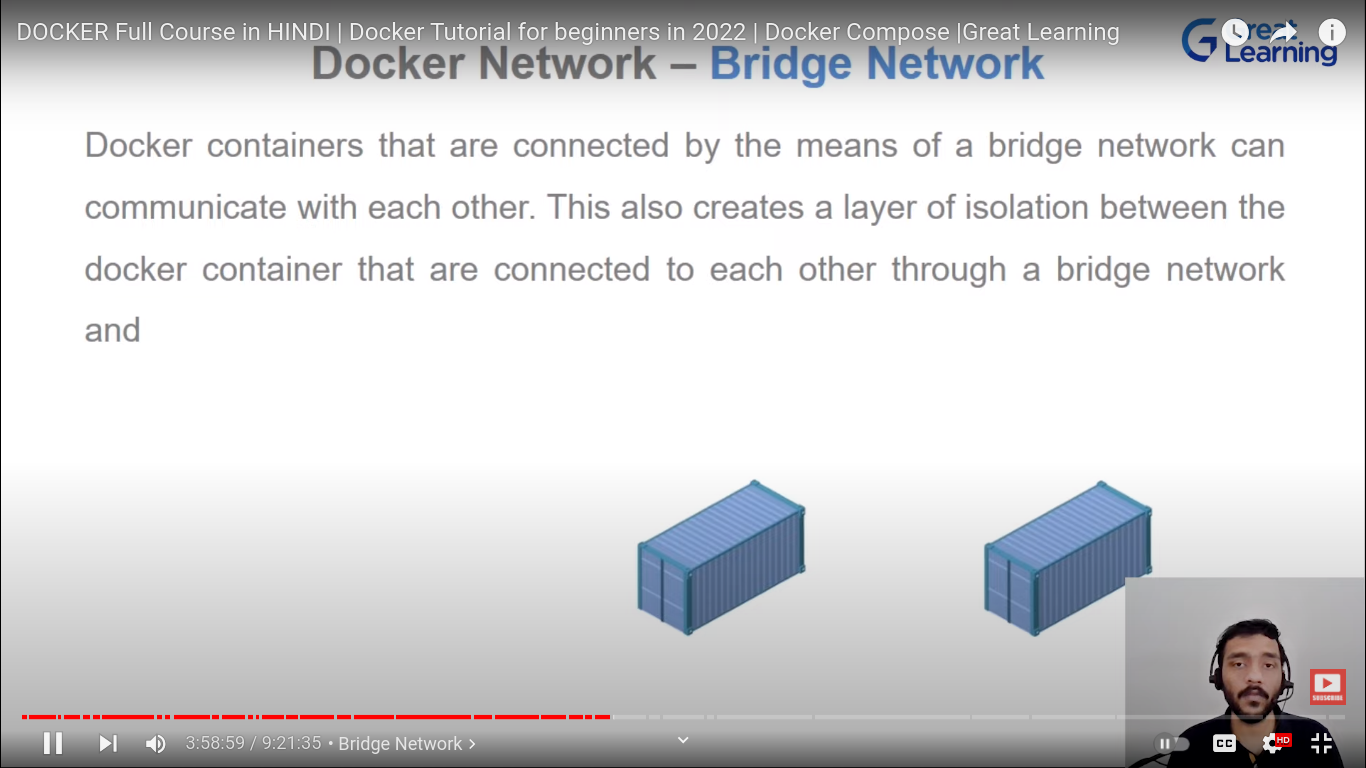 DOCKER Full Course in HINDI | Docker Tutorial for beginners in 2022 | Docker Compose |Great Learning
Great
Learning
Docker Network – Bridge Network
Docker containers that are connected by the means of a bridge network can
communicate with each other. This also creates a layer of isolation between the
docker container that are connected to each other through a bridge network
and
SUBSCRIBE
3:58:59 / 9:21:35 • Bridge Network
CC
HD